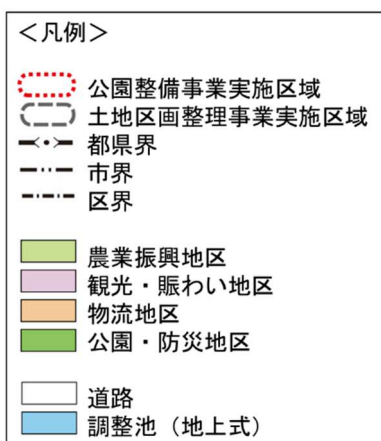 ＜凡例＞
公園整備事業実施区域
土地区画整理事業実施区域
都県界
市界
区界
農業振興地区
観光・賑わい地区
物流地区
公園・防災地区
道路
調整池（地上式）